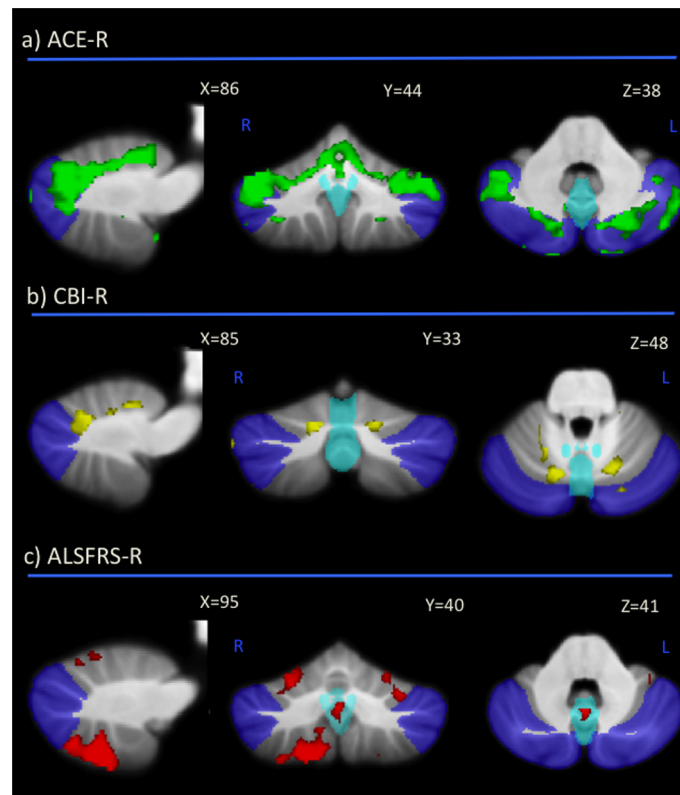 a) ACE-R
X=86 Y=44 Z=38
R L
b) CBI-R
X=85 Y=33 Z=48
R L
c) ALSFRS-R
X=95 Y=40 Z=41
R L